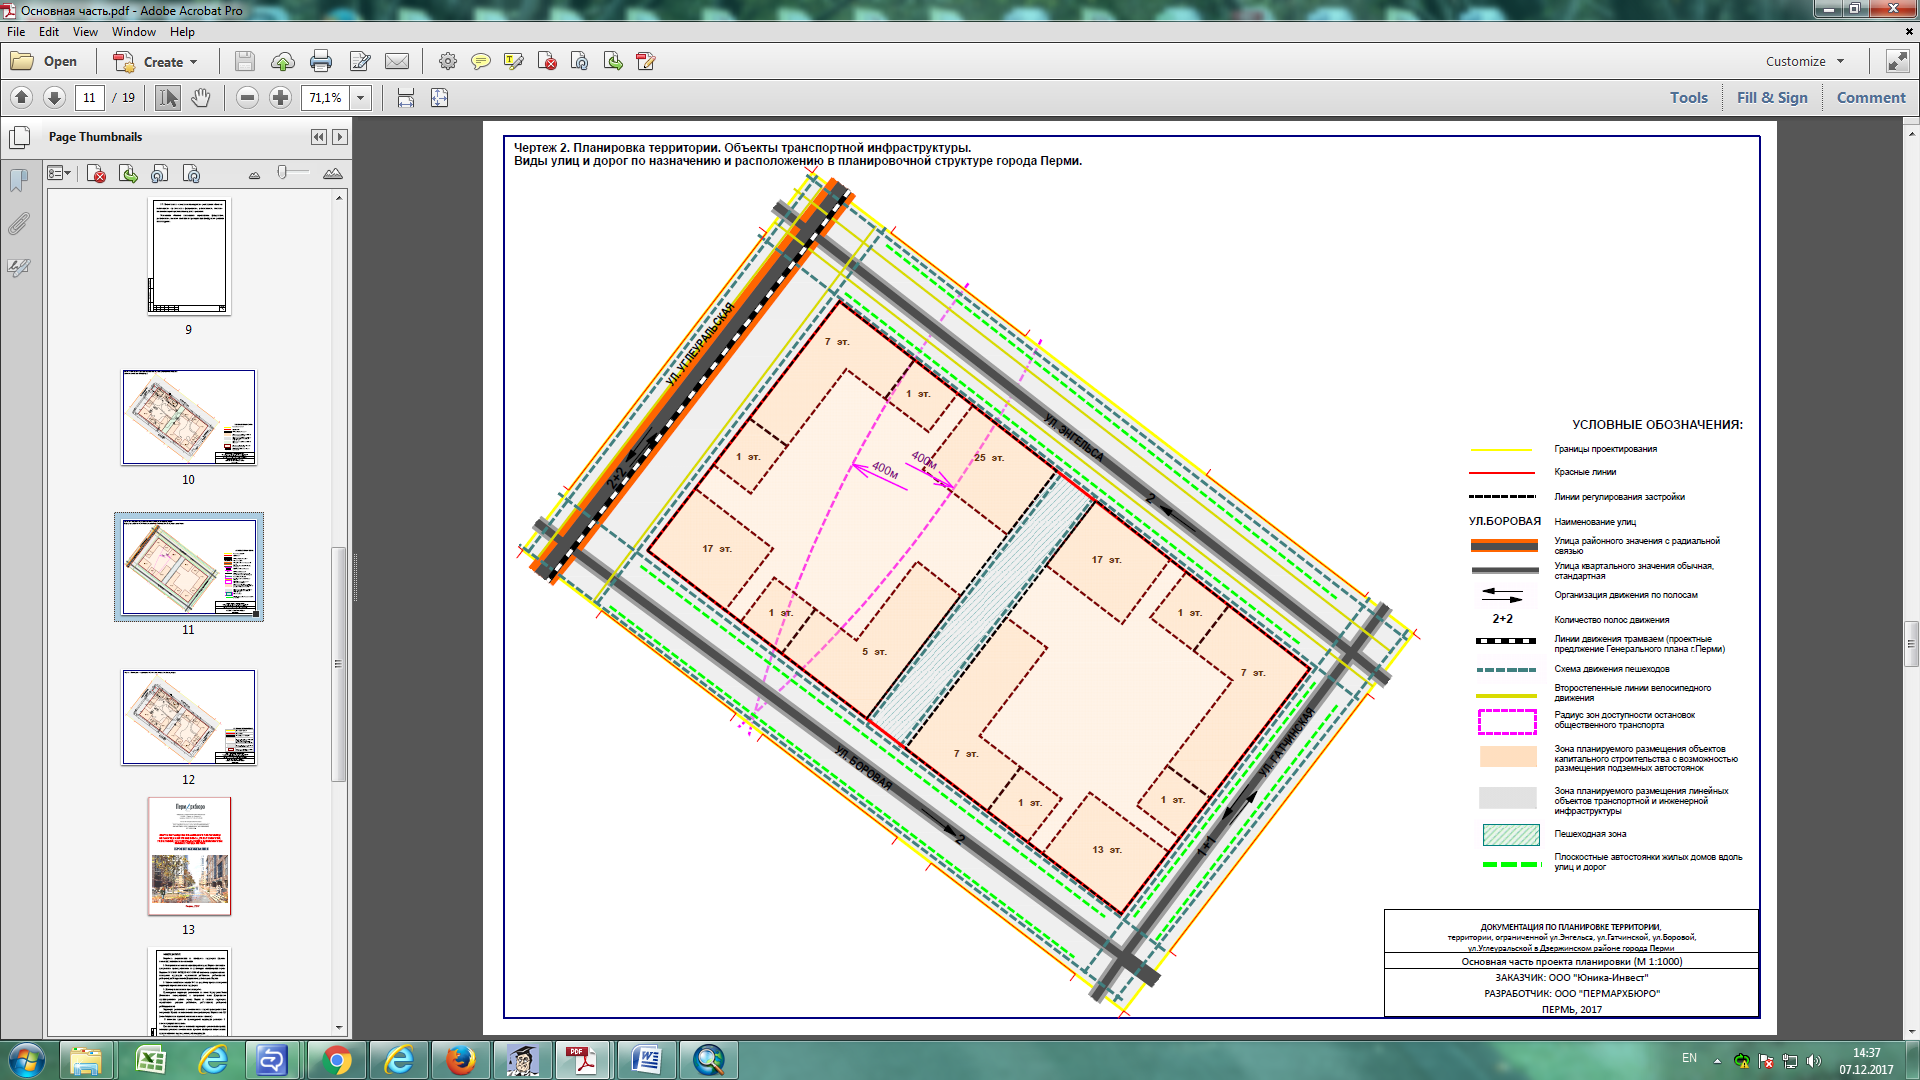 Основная часть.pdf - Adobe Acrobat Pro
File Edit View Window Help
Open Create Customize
11 / 19 71,1% Tools Fill & Sign Comment
Page Thumbnails
9
10
11
12
13
Чертеж 2. Планировка территории. Объекты транспортной инфраструктуры.
Виды улиц и дорог по назначению и расположению в планировочной структуре города Перми.
УЛ. УГЛЕУРАЛЬСКАЯ
2+2
УЛ. ЭНГЕЛЬСА
2
УЛ. БОРОВАЯ
2
УЛ. ГАТЧИНСКАЯ
1+1
7 эт.
1 эт.
1 эт.
25 эт.
400м
400м
17 эт.
1 эт.
5 эт.
17 эт.
1 эт.
7 эт.
7 эт.
1 эт.
1 эт.
13 эт.
УСЛОВНЫЕ ОБОЗНАЧЕНИЯ:
Границы проектирования
Красные линии
Линии регулирования застройки
УЛ.БОРОВАЯ Наименование улиц
Улица районного значения с радиальной
связью
Улица квартального значения обычная,
стандартная
Организация движения по полосам
2+2 Количество полос движения
Линии движения трамваем (проектные
предлжение Генерального плана г.Перми)
Схема движения пешеходов
Второстепенные линии велосипедного
движения
Радиус зон доступности остановок
общественного транспорта
Зона планируемого размещения объектов
капитального строительства с возможностью
размещения подземных автостоянок
Зона планируемого размещения линейных
объектов транспортной и инженерной
инфраструктуры
Пешеходная зона
Плоскостные автостоянки жилых домов вдоль
улиц и дорог
ДОКУМЕНТАЦИЯ ПО ПЛАНИРОВКЕ ТЕРРИТОРИИ,
территории, ограниченной ул.Энгельса, ул.Гатчинской, ул.Боровой,
ул.Углеуральской в Дзержинском районе города Перми
Основная часть проекта планировки (М 1:1000)
ЗАКАЗЧИК: ООО "Юника-Инвест"
РАЗРАБОТЧИК: ООО "ПЕРМАРХБЮРО"
ПЕРМЬ, 2017
EN
14:37
07.12.2017